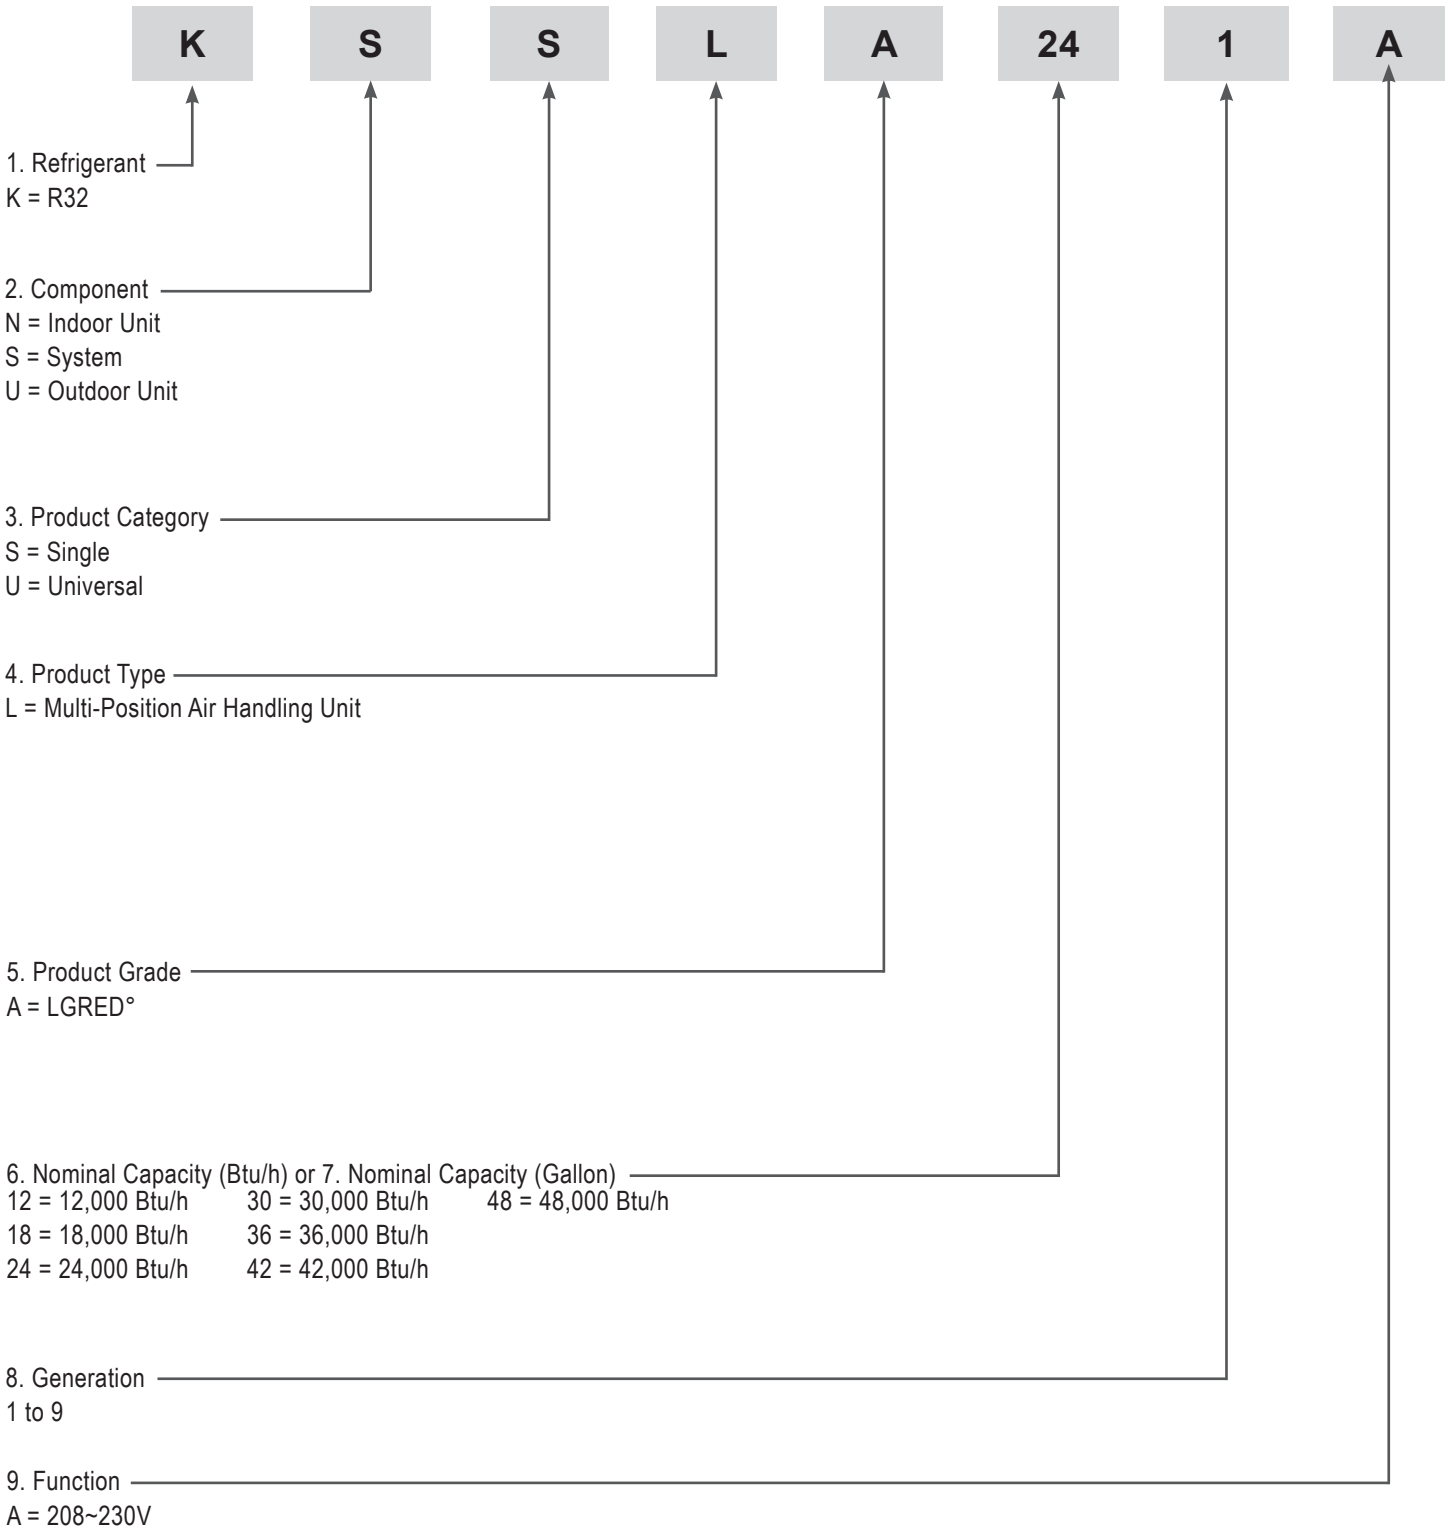 K S S L A 24 1 A
1. Refrigerant
K = R32
2. Component
N = Indoor Unit
S = System
U = Outdoor Unit
3. Product Category
S = Single
U = Universal
4. Product Type
L = Multi-Position Air Handling Unit
5. Product Grade
A = LGRED°
6. Nominal Capacity (Btu/h) or 7. Nominal Capacity (Gallon)
12 = 12,000 Btu/h 30 = 30,000 Btu/h 48 = 48,000 Btu/h
18 = 18,000 Btu/h 36 = 36,000 Btu/h
24 = 24,000 Btu/h 42 = 42,000 Btu/h
8. Generation
1 to 9
9. Function
A = 208~230V